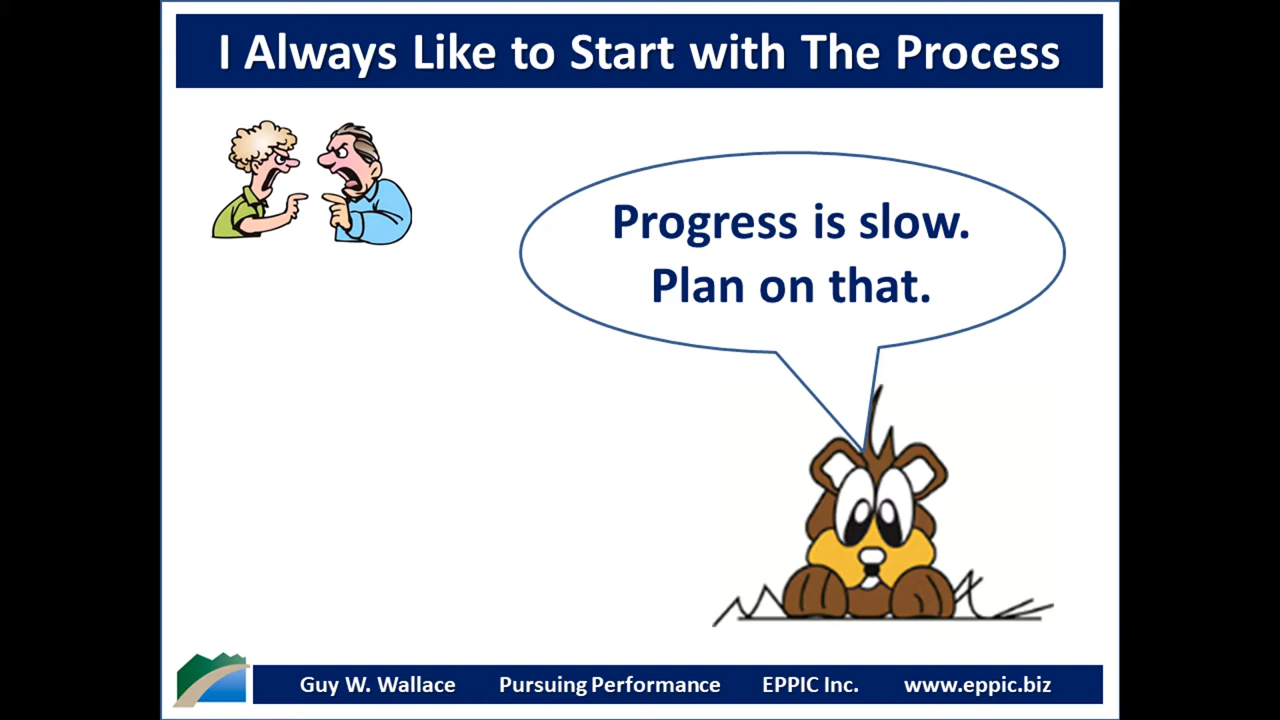 I Always Like to Start with The Process
Progress is slow.
Plan on that.
Guy W. Wallace Pursuing Performance EPPIC Inc. www.eppic.biz